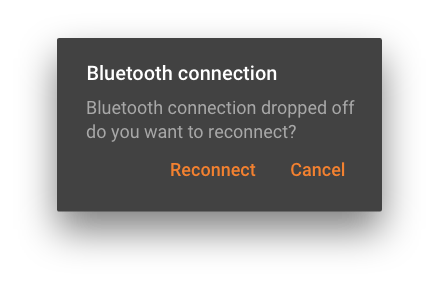 Bluetooth connection
Bluetooth connection dropped off
do you want to reconnect?
Reconnect Cancel